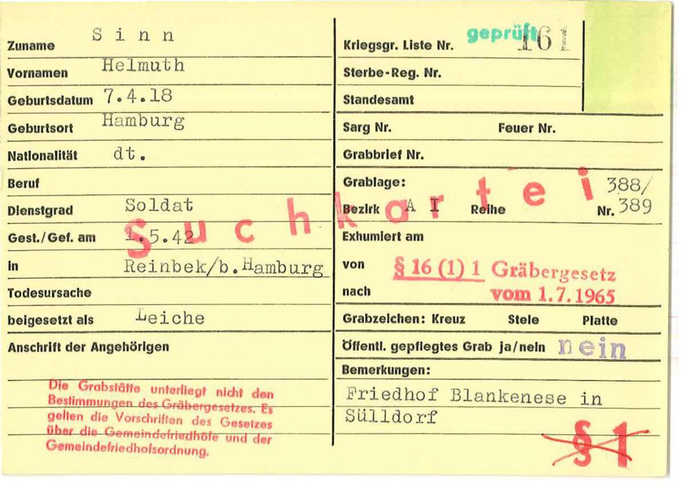 Zuname Sinn
Vornamen Helmuth
Geburtsdatum 7.4.18
Geburtsort Hamburg
Nationalität dt.
Beruf
Dienstgrad Soldat
Gest./Gef. am 1.5.42
in Reinbek/b.Hamburg
Todesursache
beigesetzt als Leiche
Anschrift der Angehörigen
Die Grabstätte unterliegt nicht den
Bestimmungen des Gräbergesetzes. Es
gelten die Vorschriften des Gesetzes
über die Gemeindefriedhöfe und der
Gemeindefriedhofsordnung.
Suchkartei
Kriegsgr. Liste Nr. geprüft 161
Sterbe-Reg. Nr.
Standesamt
Sarg Nr. Feuer Nr.
Grabbrief Nr.
Grablage: 388/
Bezirk A I Reihe Nr. 389
Exhumiert am
von § 16 (1) 1 Gräbergesetz
nach vom 1.7.1965
Grabzeichen: Kreuz Stele Platte
Öffentl. gepflegtes Grab ja/nein nein
Bemerkungen:
Friedhof Blankenese in
Sülldorf
§ 1